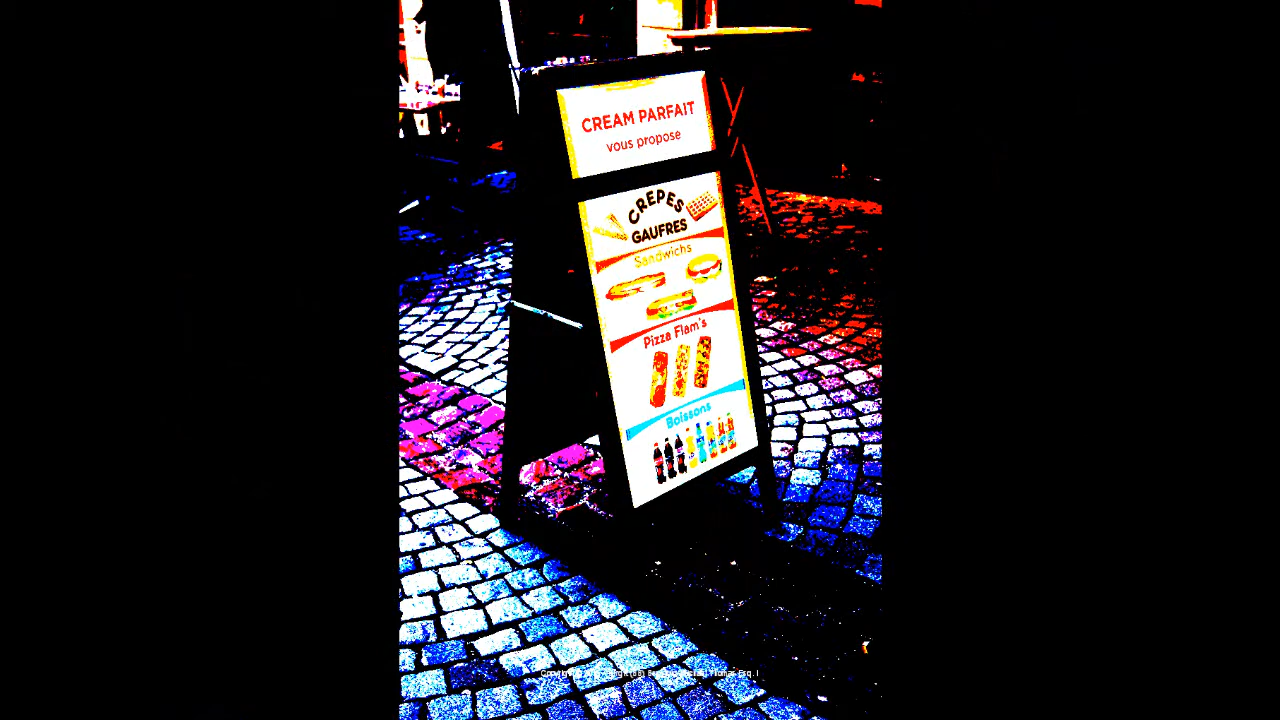 CREAM PARFAIT
vous propose
CREPES
GAUFRES
Sandwichs
Pizza Flam's
Boissons